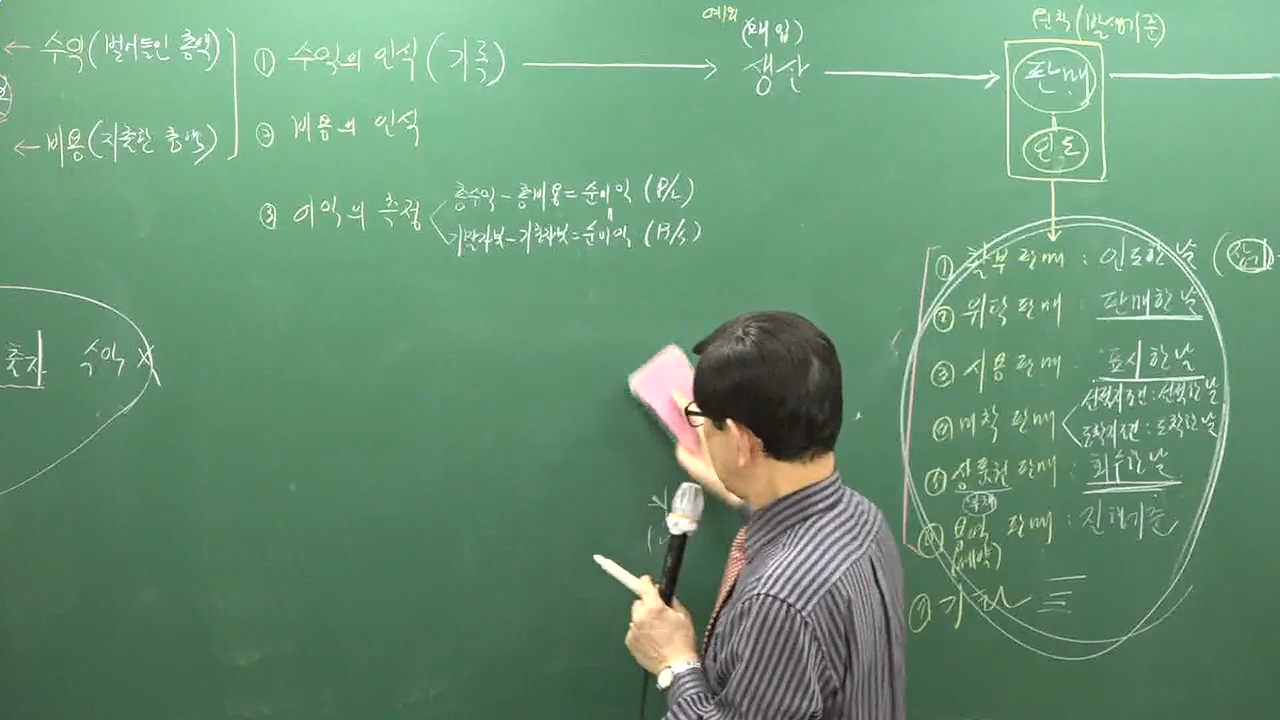 ← 수익(벌어들인 총액)
← 비용(지출한 총액)
① 수익의 인식(기록)
② 비용의 인식
③ 이익의 측정
총수익-총비용=순이익 (P/L)
기말자본-기초자본=순이익 (B/S)
예외
(매입)
생산
원칙(발생기준)
판매
인도
① 할부판매 : 인도한 날
② 위탁판매 : 판매한 날
③ 시용판매 : 표시한 날
④ 미착판매
선적지조건 : 선적한 날
도착지조건 : 도착한 날
⑤ 상품권판매 : 회수한 날
⑥ 용역 판매 : 진행기준
(예약)
⑦ 기타
출자 수익 X